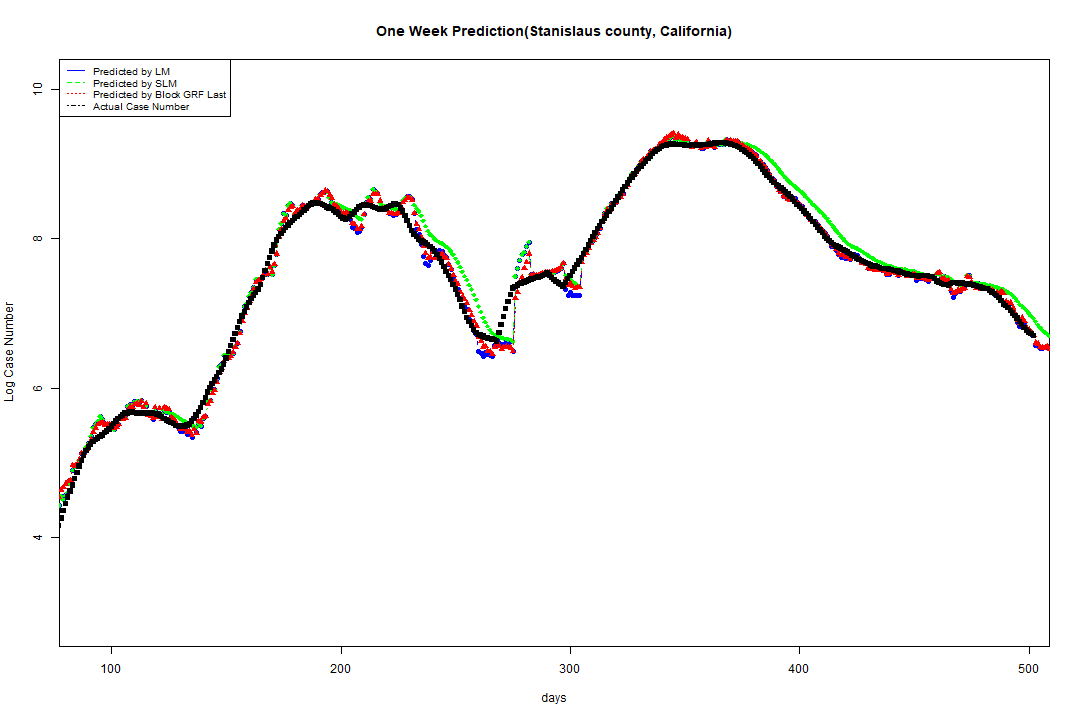 One Week Prediction(Stanislaus county, California)
Predicted by LM
Predicted by SLM
Predicted by Block GRF Last
Actual Case Number
10
8
6
4
Log Case Number
100 200 300 400 500
days